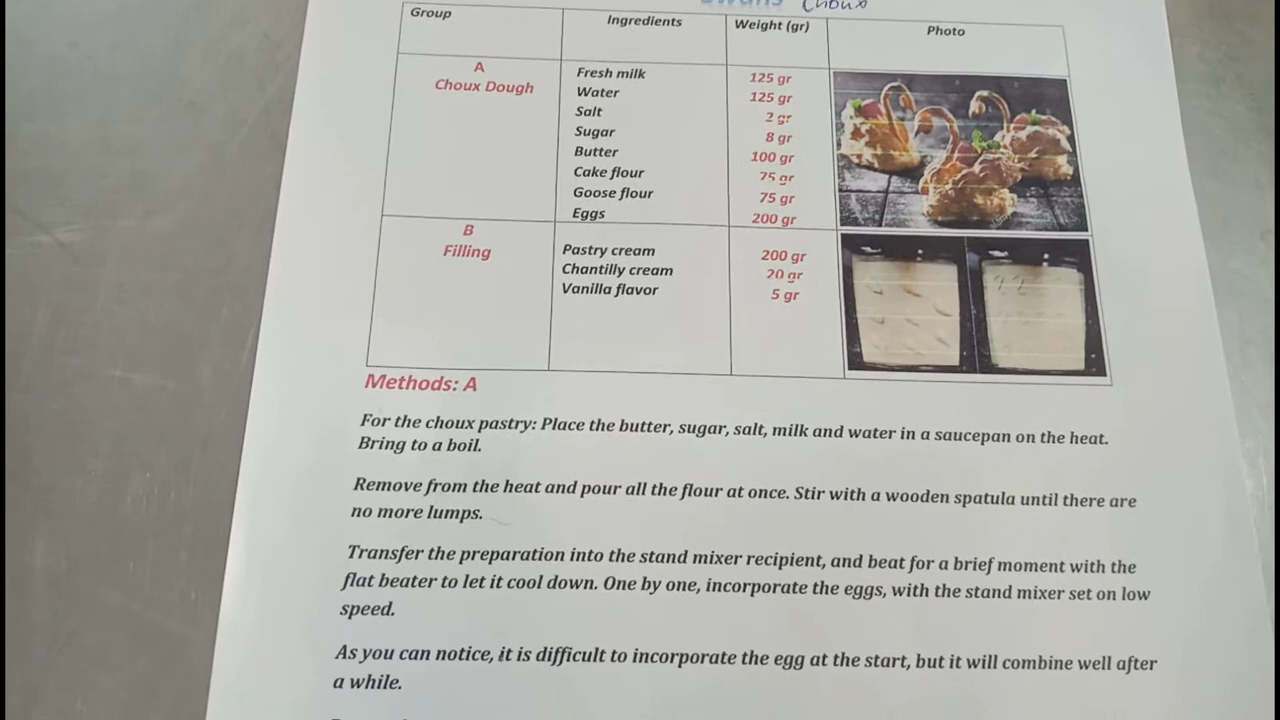 Choux
Group Ingredients Weight (gr) Photo
A
Choux Dough
Fresh milk 125 gr
Water 125 gr
Salt 2 gr
Sugar 8 gr
Butter 100 gr
Cake flour 75 gr
Goose flour 75 gr
Eggs 200 gr
B
Filling
Pastry cream 200 gr
Chantilly cream 20 gr
Vanilla flavor 5 gr
Methods: A
For the choux pastry: Place the butter, sugar, salt, milk and water in a saucepan on the heat.
Bring to a boil.
Remove from the heat and pour all the flour at once. Stir with a wooden spatula until there are
no more lumps.
Transfer the preparation into the stand mixer recipient, and beat for a brief moment with the
flat beater to let it cool down. One by one, incorporate the eggs, with the stand mixer set on low
speed.
As you can notice, it is difficult to incorporate the egg at the start, but it will combine well after
a while.